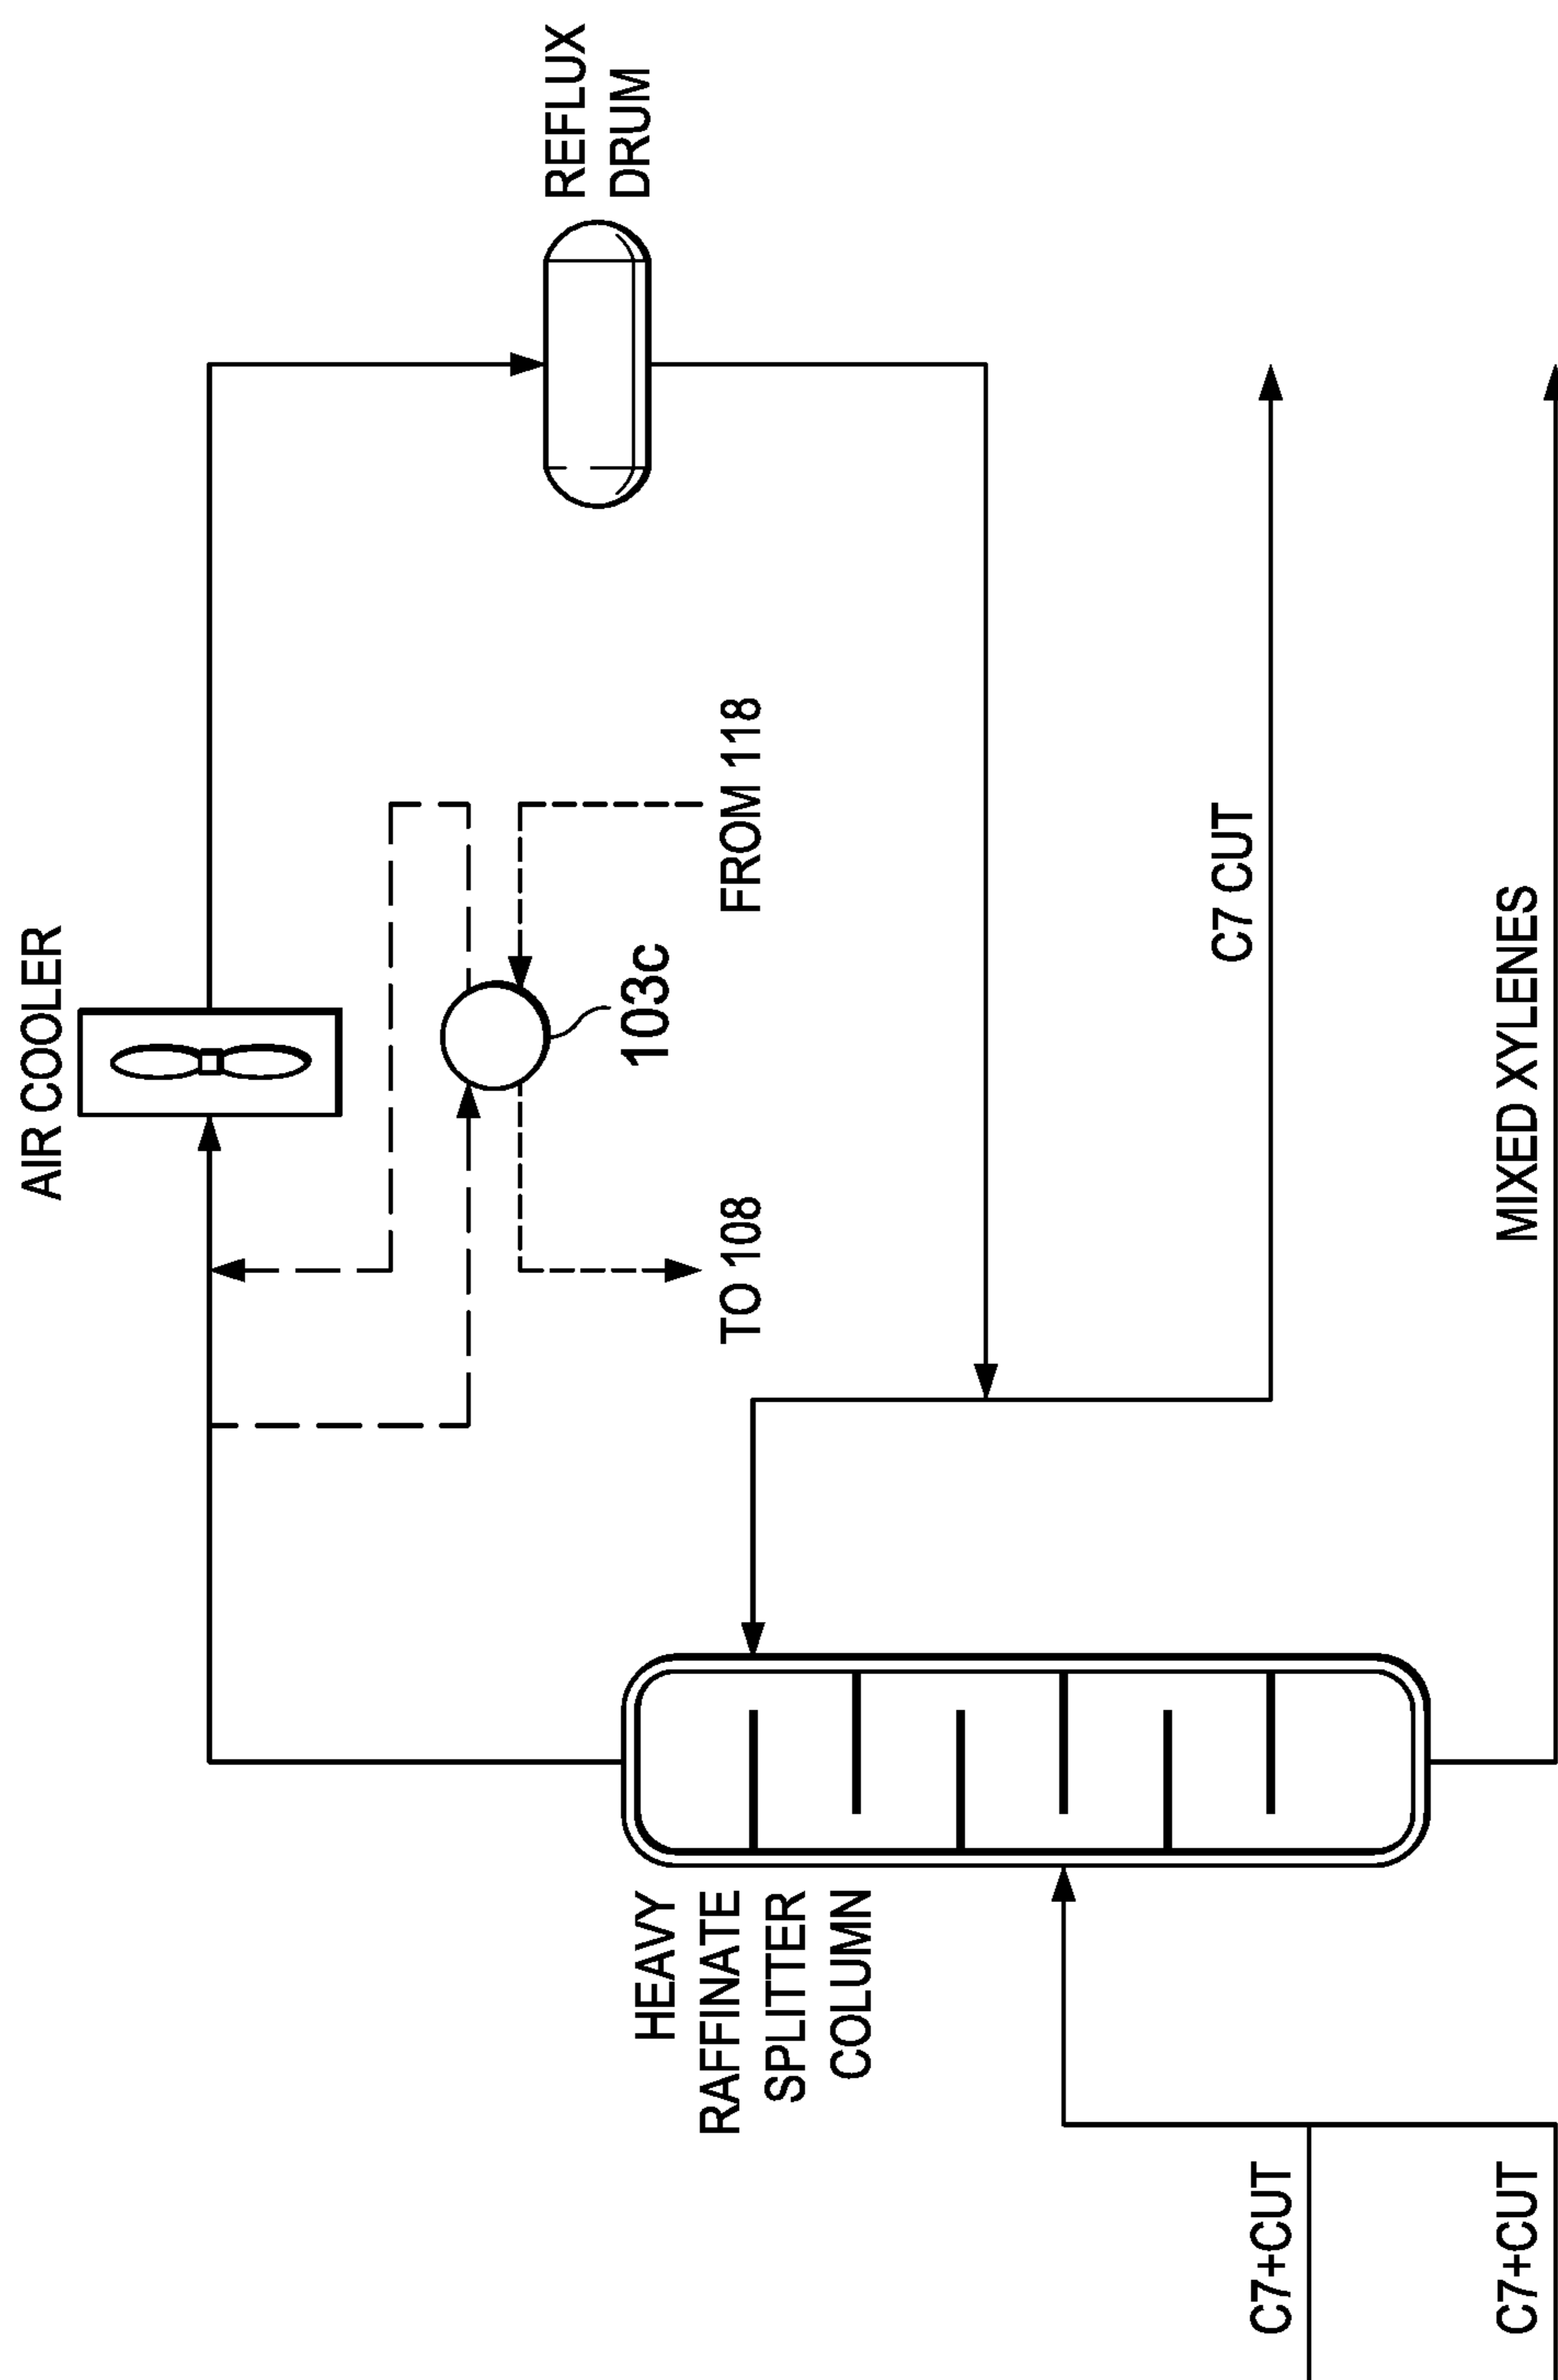 AIR COOLER
REFLUX
DRUM
103c
TO 108
FROM 118
HEAVY
RAFFINATE
SPLITTER
COLUMN
C7 CUT
C7+CUT
C7+CUT
MIXED XYLENES